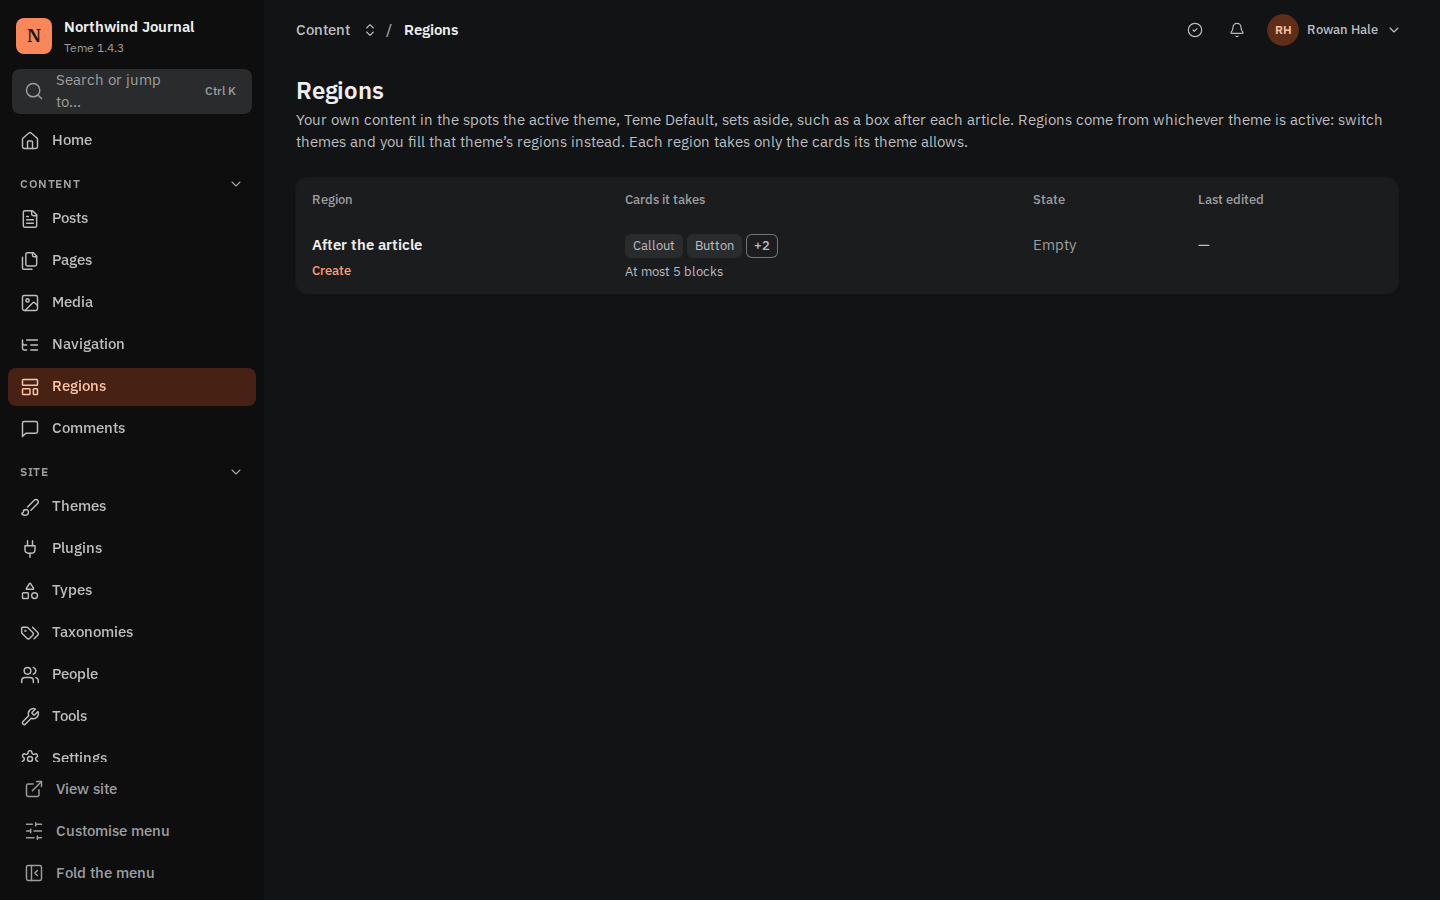 N
Northwind Journal
Teme 1.4.3
Search or jump
to...
Ctrl K
Home
CONTENT
Posts
Pages
Media
Navigation
Regions
Comments
SITE
Themes
Plugins
Types
Taxonomies
People
Tools
Settings
View site
Customise menu
Fold the menu
Content / Regions
RH Rowan Hale
Regions
Your own content in the spots the active theme, Teme Default, sets aside, such as a box after each article. Regions come from whichever theme is active: switch
themes and you fill that theme’s regions instead. Each region takes only the cards its theme allows.
Region Cards it takes State Last edited
After the article Callout Button +2 Empty —
Create At most 5 blocks